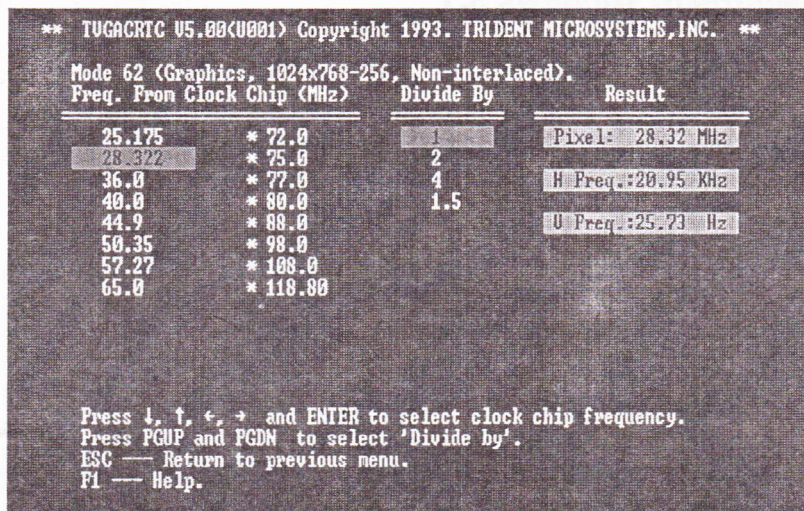 ** TVGACRTC V5.00(V001) Copyright 1993. TRIDENT MICROSYSTEMS,INC. **
Mode 62 (Graphics, 1024x768-256, Non-interlaced).
Freq. From Clock Chip (MHz) Divide By Result
25.175 * 72.0 1 Pixel: 28.32 MHz
28.322 * 75.0 2
36.0 * 77.0 4 H Freq.:20.95 KHz
40.0 * 80.0 1.5
44.9 * 88.0 V Freq.:25.73 Hz
50.35 * 98.0
57.27 * 108.0
65.0 * 118.80
Press ↓, ↑, ←, → and ENTER to select clock chip frequency.
Press PGUP and PGDN to select 'Divide by'.
ESC —— Return to previous menu.
F1 —— Help.